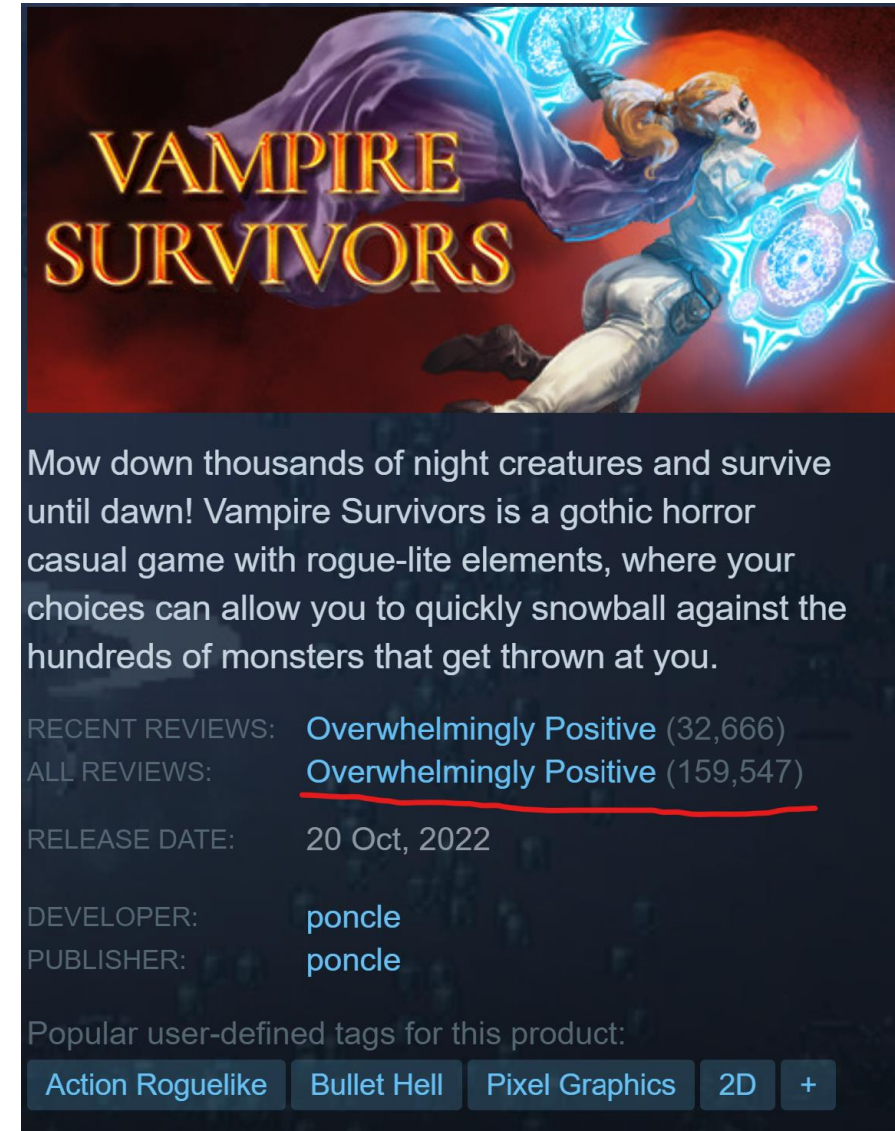 VAMPIRE
SURVIVORS
Mow down thousands of night creatures and survive
until dawn! Vampire Survivors is a gothic horror
casual game with rogue-lite elements, where your
choices can allow you to quickly snowball against the
hundreds of monsters that get thrown at you.
RECENT REVIEWS: Overwhelmingly Positive (32,666)
ALL REVIEWS: Overwhelmingly Positive (159,547)
RELEASE DATE: 20 Oct, 2022
DEVELOPER: poncle
PUBLISHER: poncle
Popular user-defined tags for this product:
Action Roguelike Bullet Hell Pixel Graphics 2D +